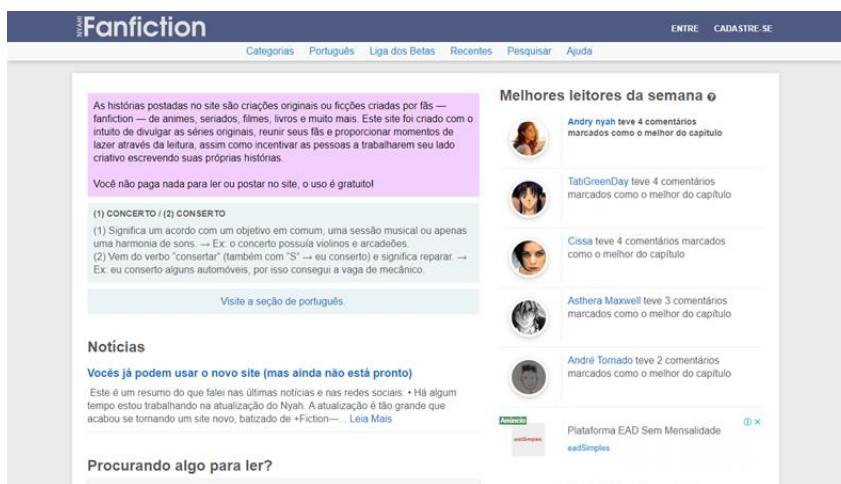 NYAH!
Fanfiction
ENTRE CADASTRE-SE
Categorias Português Liga dos Betas Recentes Pesquisar Ajuda
As histórias postadas no site são criações originais ou ficções criadas por fãs —
fanfiction — de animes, seriados, filmes, livros e muito mais. Este site foi criado com o
intuito de divulgar as séries originais, reunir seus fãs e proporcionar momentos de
lazer através da leitura, assim como incentivar as pessoas a trabalharem seu lado
criativo escrevendo suas próprias histórias.
Você não paga nada para ler ou postar no site, o uso é gratuito!
(1) CONCERTO / (2) CONSERTO
(1) Significa um acordo com um objetivo em comum, uma sessão musical ou apenas
uma harmonia de sons. → Ex: o concerto possuía violinos e arcadeões.
(2) Vem do verbo "consertar" (também com "S" → eu conserto) e significa reparar. →
Ex: eu conserto alguns automóveis, por isso consegui a vaga de mecânico.
Visite a seção de português.
Notícias
Vocês já podem usar o novo site (mas ainda não está pronto)
Este é um resumo do que falei nas últimas notícias e nas redes sociais: • Há algum
tempo estou trabalhando na atualização do Nyah. A atualização é tão grande que
acabou se tornando um site novo, batizado de +Fiction—... Leia Mais
Procurando algo para ler?
Melhores leitores da semana
Andry nyah teve 4 comentários
marcados como o melhor do capítulo
TatiGreenDay teve 4 comentários
marcados como o melhor do capítulo
Cissa teve 4 comentários marcados
como o melhor do capítulo
Asthera Maxwell teve 3 comentários
marcados como o melhor do capítulo
André Tornado teve 2 comentários
marcados como o melhor do capítulo
Anúncio
eadSimples
Plataforma EAD Sem Mensalidade
eadSimples